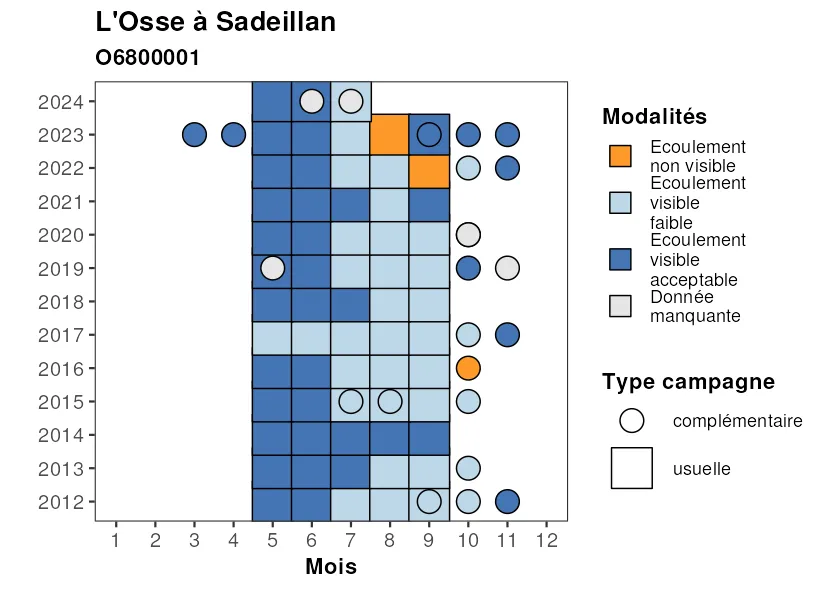 L'Osse à Sadeillan
O6800001
2024
2023
2022
2021
2020
2019
2018
2017
2016
2015
2014
2013
2012
1 2 3 4 5 6 7 8 9 10 11 12
Mois
Modalités
Ecoulement
non visible
Ecoulement
visible
faible
Ecoulement
visible
acceptable
Donnée
manquante
Type campagne
complémentaire
usuelle